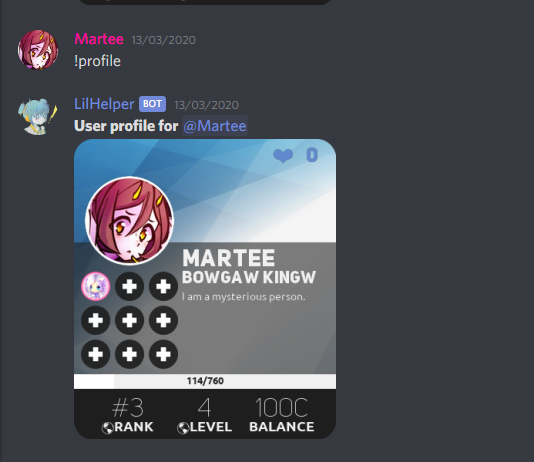 Martee 13/03/2020
!profile
LilHelper BOT 13/03/2020
User profile for @Martee
0
MARTEE
BOWGAW KINGW
I am a mysterious person.
114/760
#3 4 100C
RANK LEVEL BALANCE